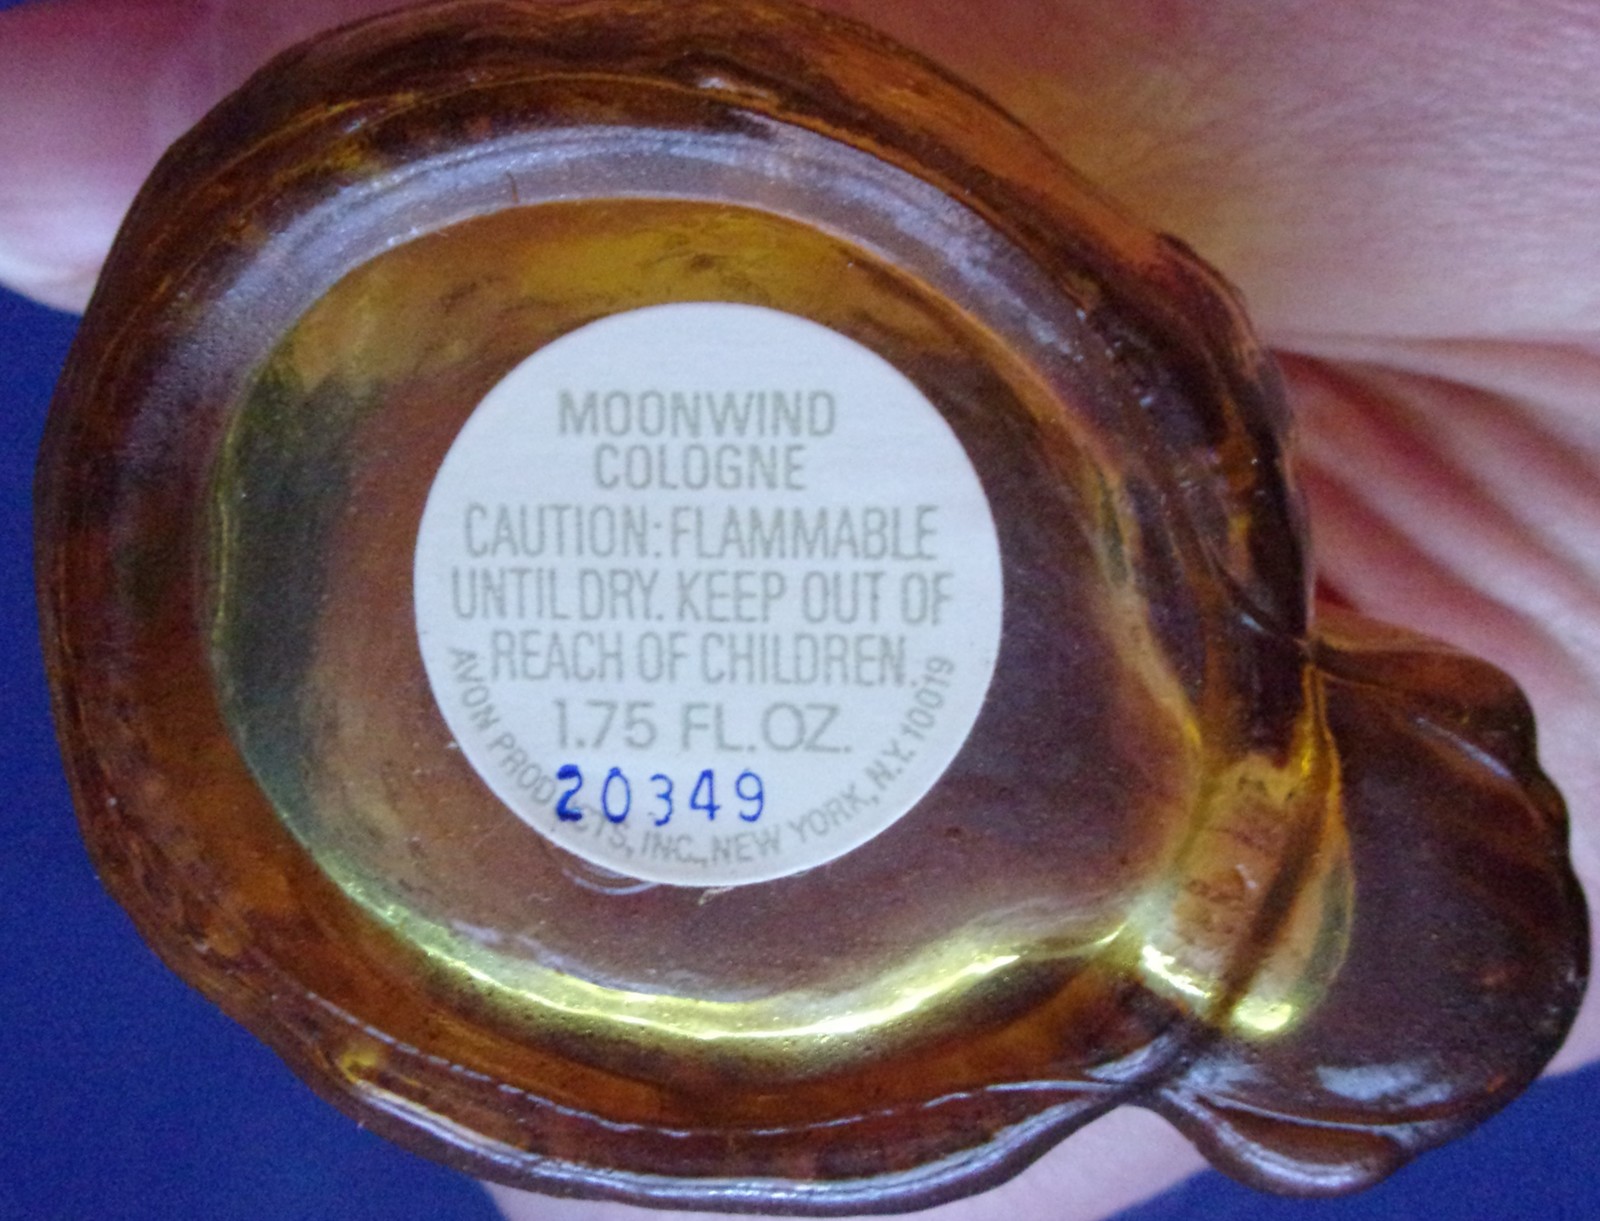 MOONWIND
COLOGNE
CAUTION: FLAMMABLE
UNTIL DRY. KEEP OUT OF
REACH OF CHILDREN.
1.75 FL. OZ.
20349
AVON PRODUCTS, INC., NEW YORK, N.Y. 10019